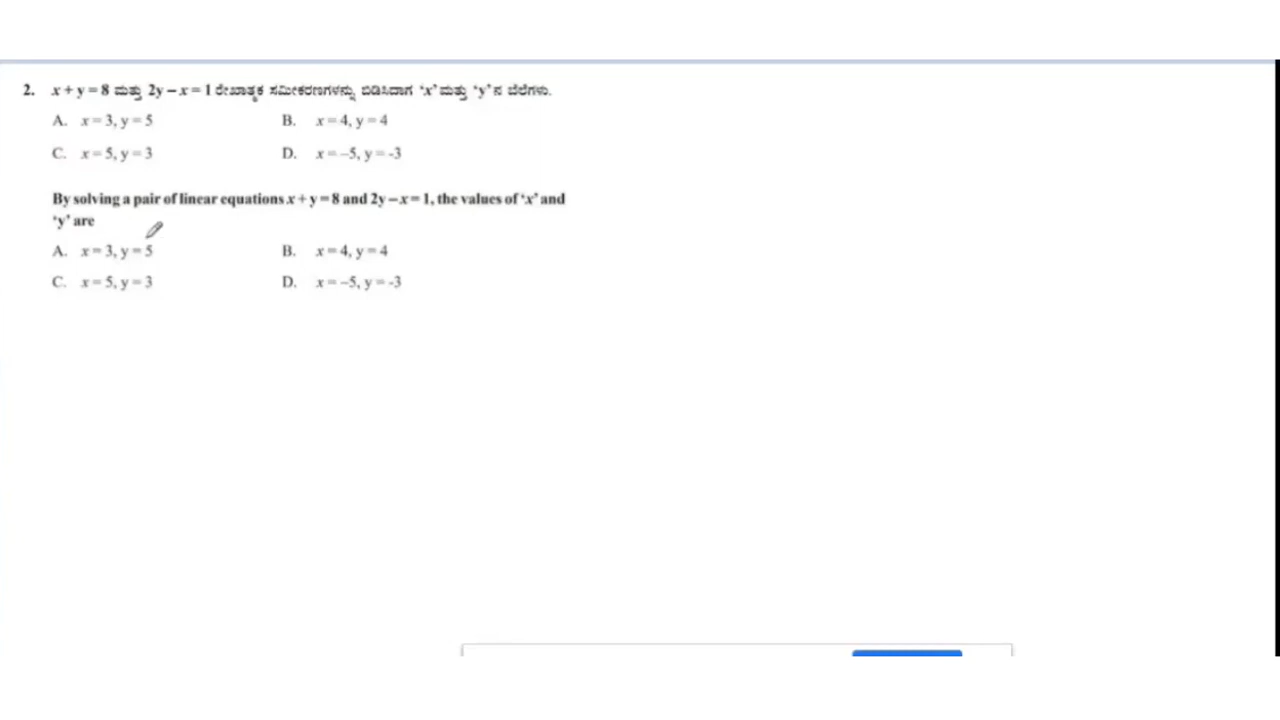 2. x + y = 8 ಮತ್ತು 2y – x = 1 ರೇಖಾತ್ಮಕ ಸಮೀಕರಣಗಳನ್ನು ಬಿಡಿಸಿದಾಗ ‘x’ ಮತ್ತು ‘y’ ನ ಬೆಲೆಗಳು.
A. x = 3, y = 5 B. x = 4, y = 4
C. x = 5, y = 3 D. x = –5, y = -3
By solving a pair of linear equations x + y = 8 and 2y – x = 1, the values of ‘x’ and
‘y’ are
A. x = 3, y = 5 B. x = 4, y = 4
C. x = 5, y = 3 D. x = –5, y = -3